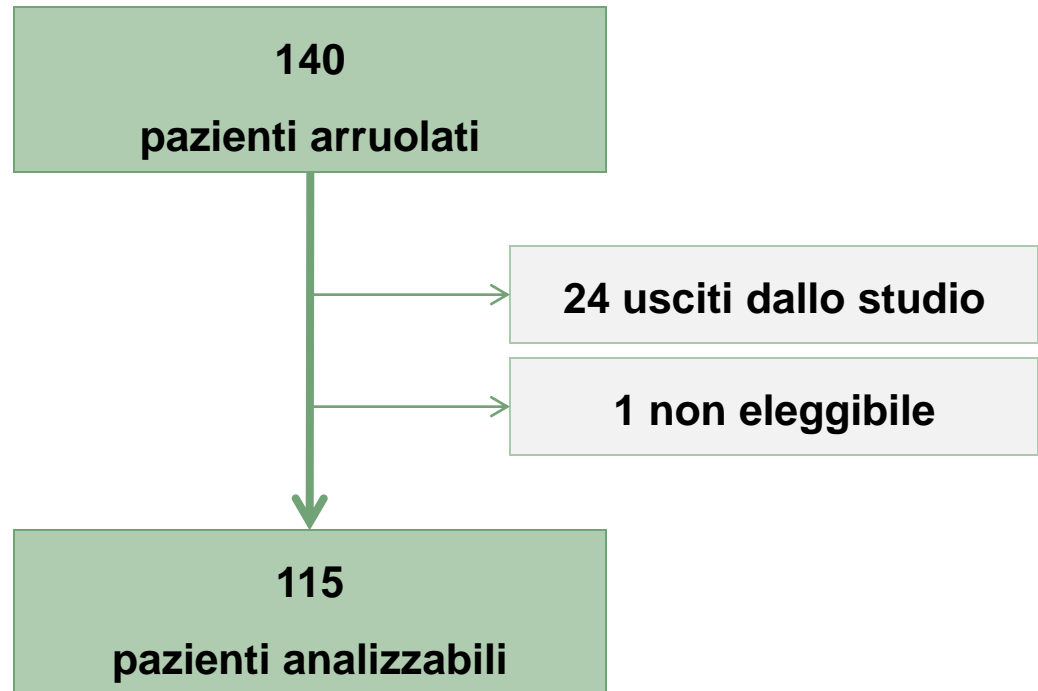 140
pazienti arruolati
24 usciti dallo studio
1 non eleggibile
115
pazienti analizzabili